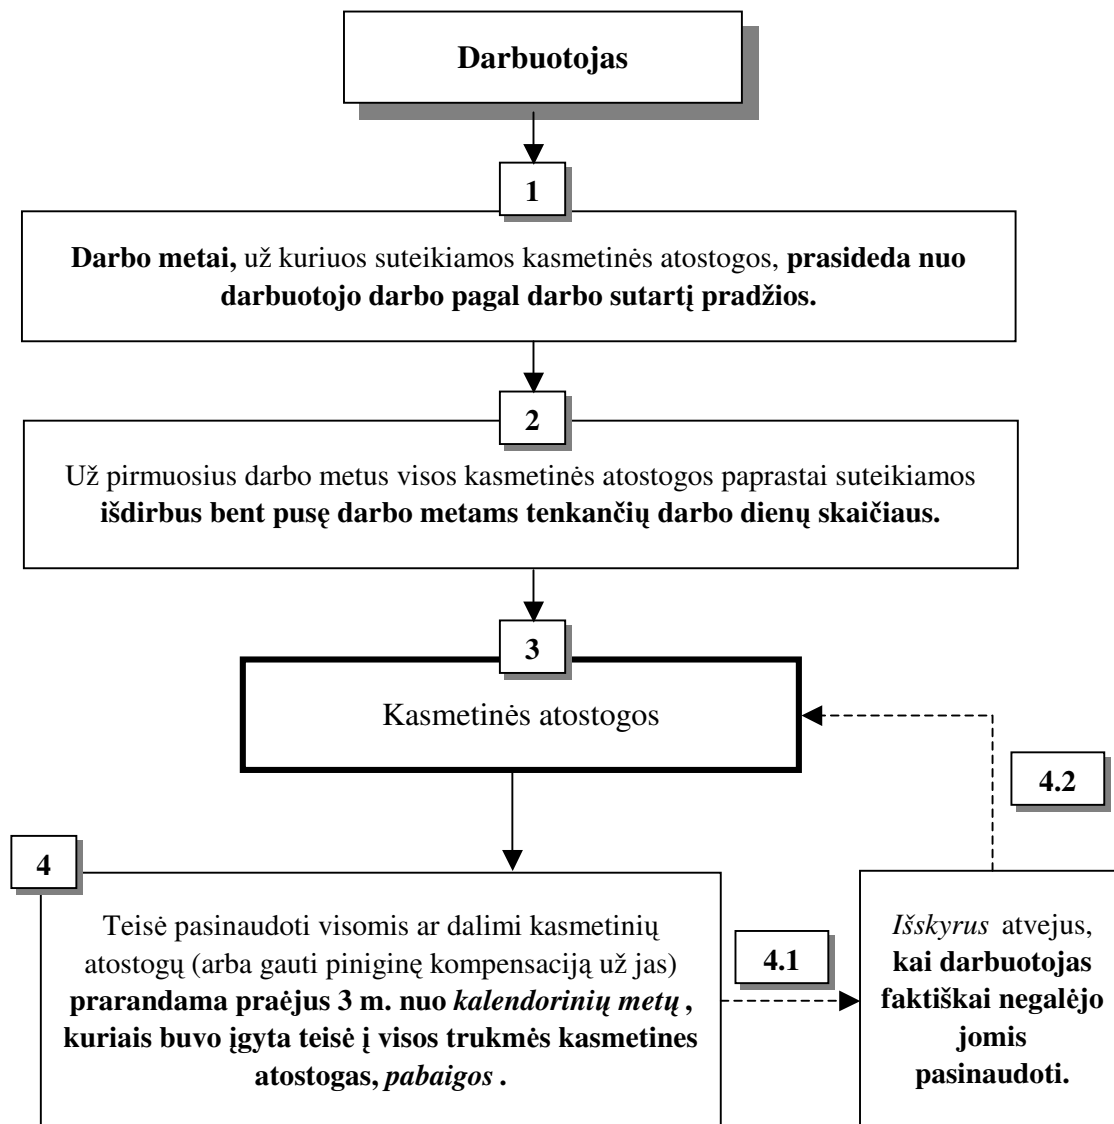 Darbuotojas
1
Darbo metai, už kuriuos suteikiamos kasmetinės atostogos, prasideda nuo
darbuotojo darbo pagal darbo sutartį pradžios.
2
Už pirmuosius darbo metus visos kasmetinės atostogos paprastai suteikiamos
išdirbus bent pusę darbo metams tenkančių darbo dienų skaičiaus.
3
Kasmetinės atostogos
4.2
4
Teisė pasinaudoti visomis ar dalimi kasmetinių
atostogų (arba gauti piniginę kompensaciją už jas)
prarandama praėjus 3 m. nuo kalendorinių metų ,
kuriais buvo įgyta teisė į visos trukmės kasmetines
atostogas, pabaigos .
4.1
Išskyrus atvejus,
kai darbuotojas
faktiškai negalėjo
jomis
pasinaudoti.